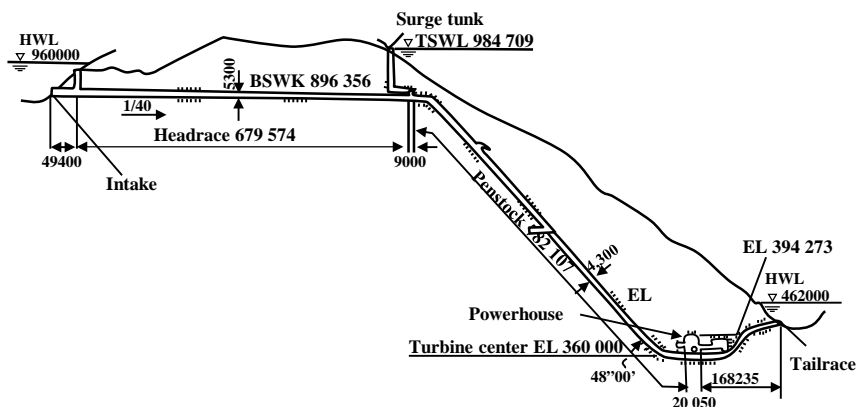 Surge tunk
TSWL 984 709
HWL
960000
5300
BSWK 896 356
1/40
Headrace 679 574
49400
9000
Intake
Penstock 782 107
4,300
EL
EL 394 273
HWL
462000
Powerhouse
Turbine center EL 360 000
Tailrace
48”00’
168235
20 050